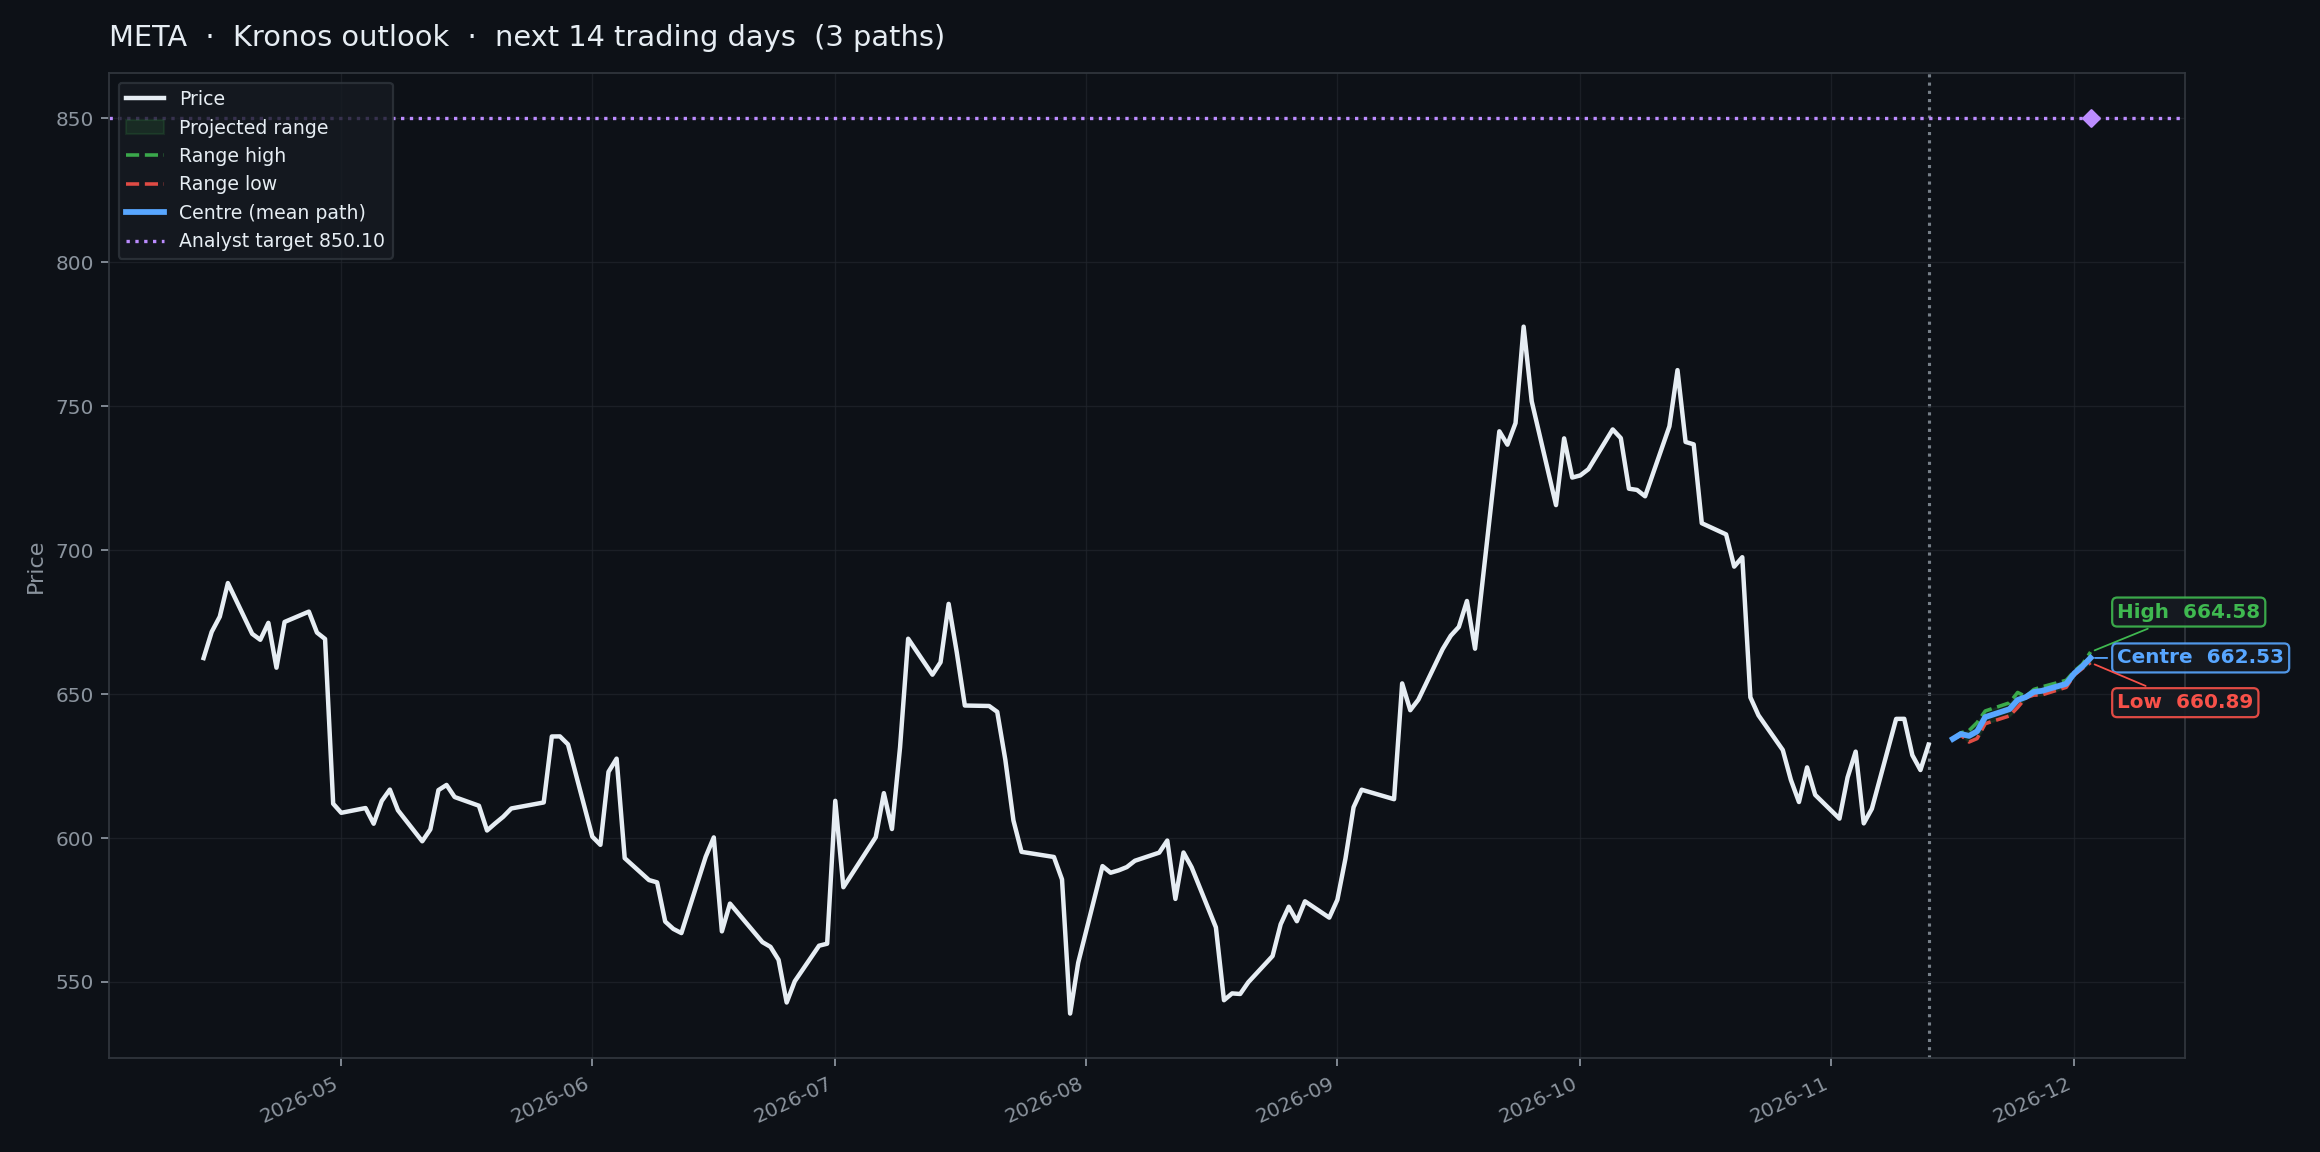 META · Kronos outlook · next 14 trading days (3 paths)
Price
Projected range
Range high
Range low
Centre (mean path)
Analyst target 850.10
850
800
750
700
650
600
550
Price
High 664.58
Centre 662.53
Low 660.89
2026-05
2026-06
2026-07
2026-08
2026-09
2026-10
2026-11
2026-12